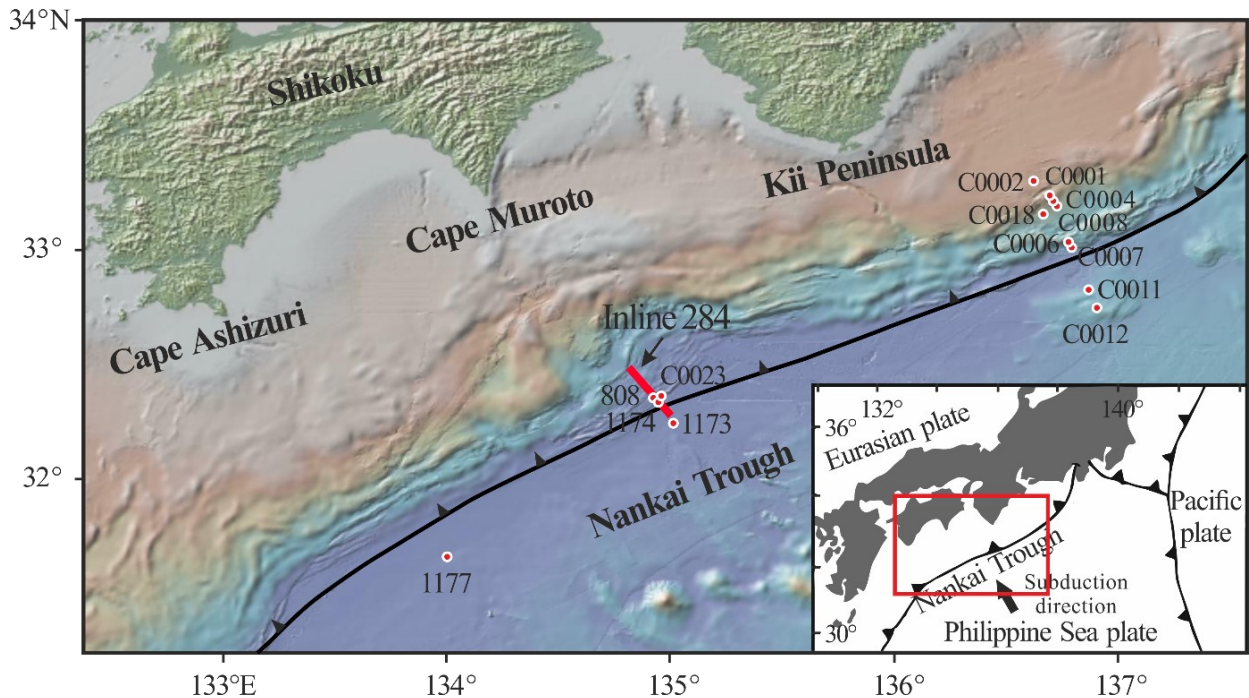 34°N
Shikoku
Kii Peninsula
C0002
C0001
C0004
C0018
C0008
Cape Muroto
33°
C0006
C0007
C0011
Inline 284
C0012
Cape Ashizuri
C0023
808
1174
1173
32°
Nankai Trough
1177
133°E
134°
135°
136°
137°
132°
140°
36°
Eurasian plate
Pacific
plate
Nankai Trough
Subduction
direction
30°
Philippine Sea plate